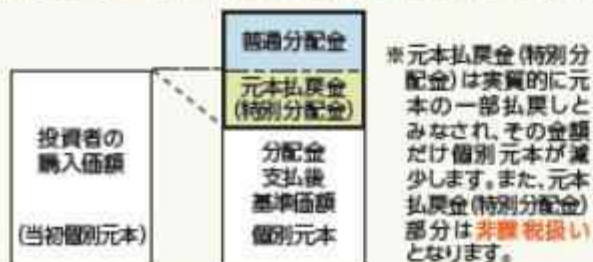 普通分配金
元本払戻金
(特別分配金)
投資者の
購入価額
(当初個別元本)
分配金
支払後
基準価額
個別元本
※元本払戻金(特別分
配金)は実質的に元
本の一部払戻しと
みなされ、その金額
だけ個別元本が減
少します。また、元本
払戻金(特別分配金)
部分は非課税扱い
となります。